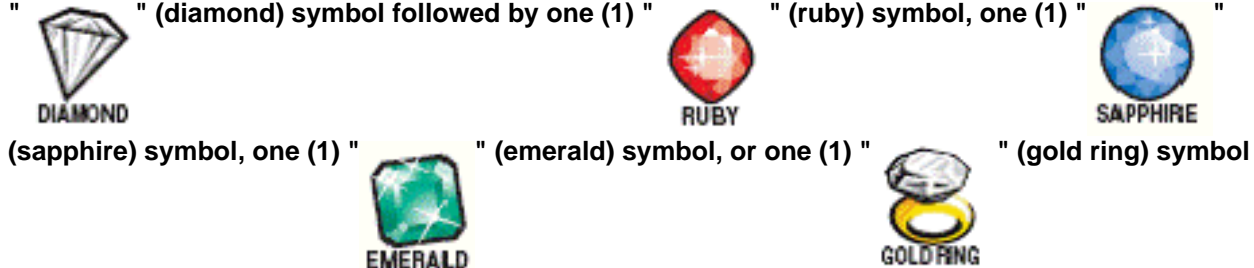 " " (diamond) symbol followed by one (1) " " (ruby) symbol, one (1) " "
DIAMOND RUBY SAPPHIRE
(sapphire) symbol, one (1) " " (emerald) symbol, or one (1) " " (gold ring) symbol
EMERALD GOLD RING